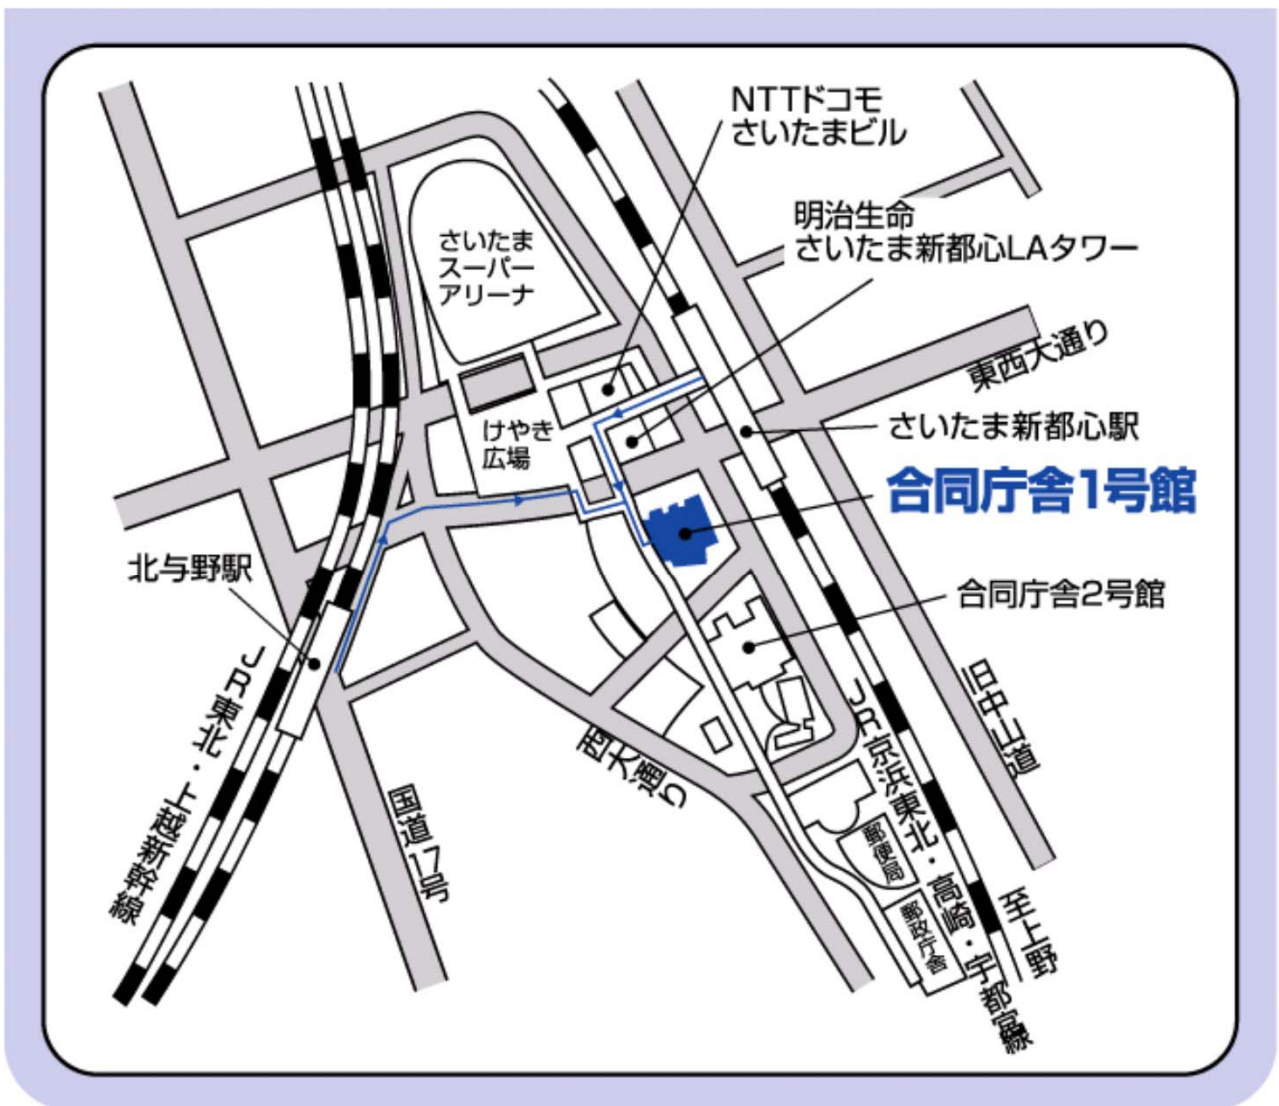 NTTドコモ
さいたまビル
明治生命
さいたま新都心LAタワー
さいたま
スーパー
アリーナ
東西大通り
けやき
広場
さいたま新都心駅
合同庁舎1号館
北与野駅
合同庁舎2号館
JR東北・上越新幹線
旧中山道
西大通り
国道17号
JR京浜東北・高崎・宇都宮線
郵便局
郵政庁舎
至上野